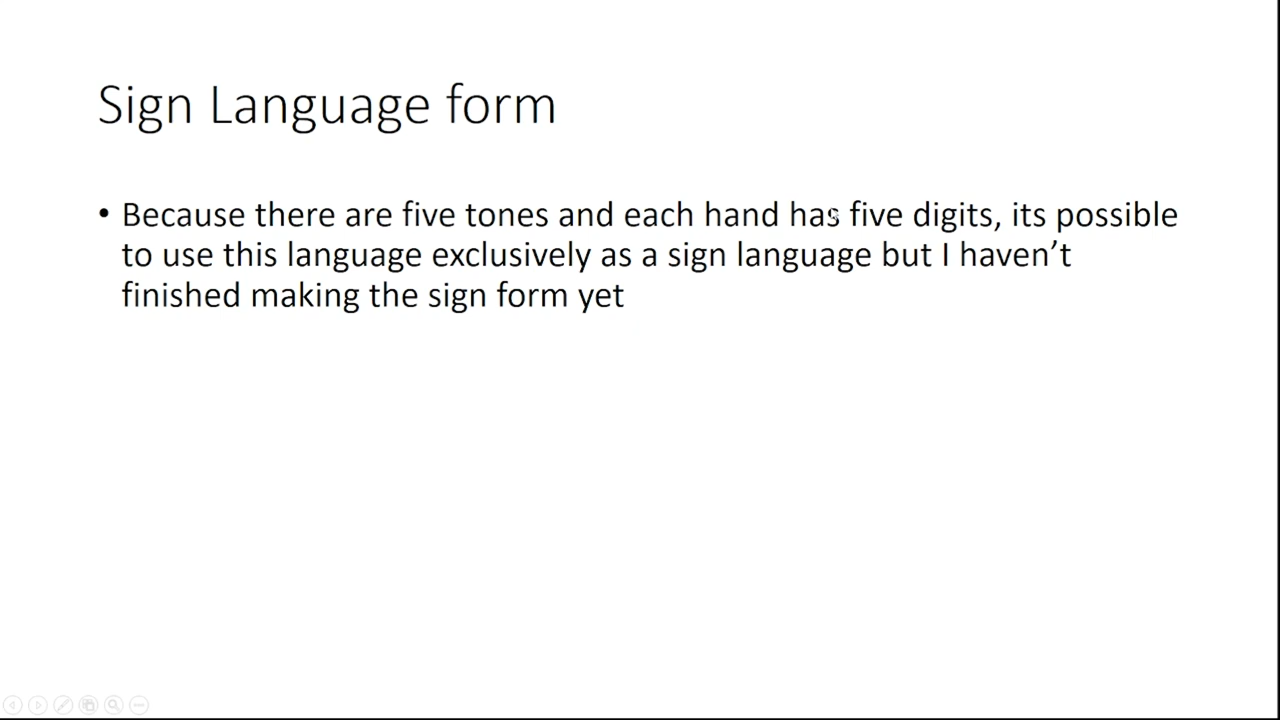 Sign Language form
• Because there are five tones and each hand has five digits, its possible
to use this language exclusively as a sign language but I haven’t
finished making the sign form yet